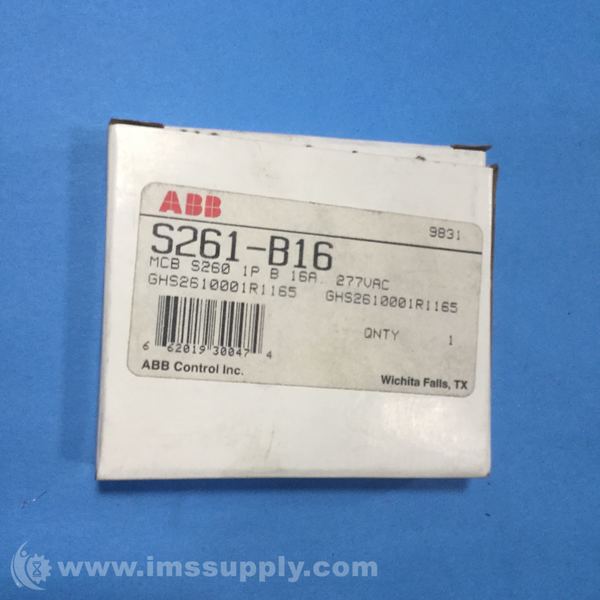 ABB
9831
S261-B16
MCB S260 1P B 16A. 277VAC
GHS2610001R1165 GHS2610001R1165
QNTY 1
6 62019 30047 4
ABB Control Inc.
Wichita Falls, TX
www.imssupply.com